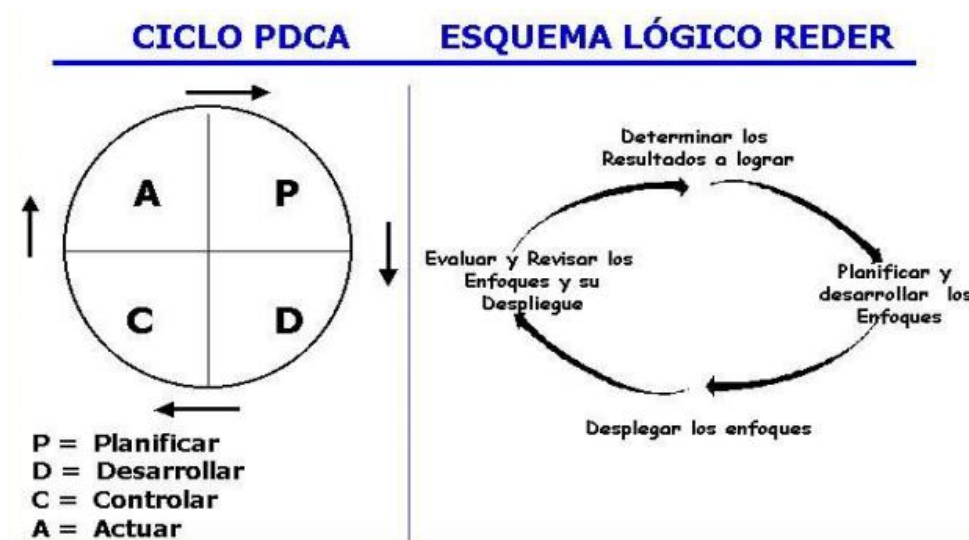 CICLO PDCA
A
P
C
D
P = Planificar
D = Desarrollar
C = Controlar
A = Actuar
ESQUEMA LÓGICO REDER
Determinar los
Resultados a lograr
Evaluar y Revisar los
Enfoques y su
Despliegue
Planificar y
desarrollar los
Enfoques
Desplegar los enfoques